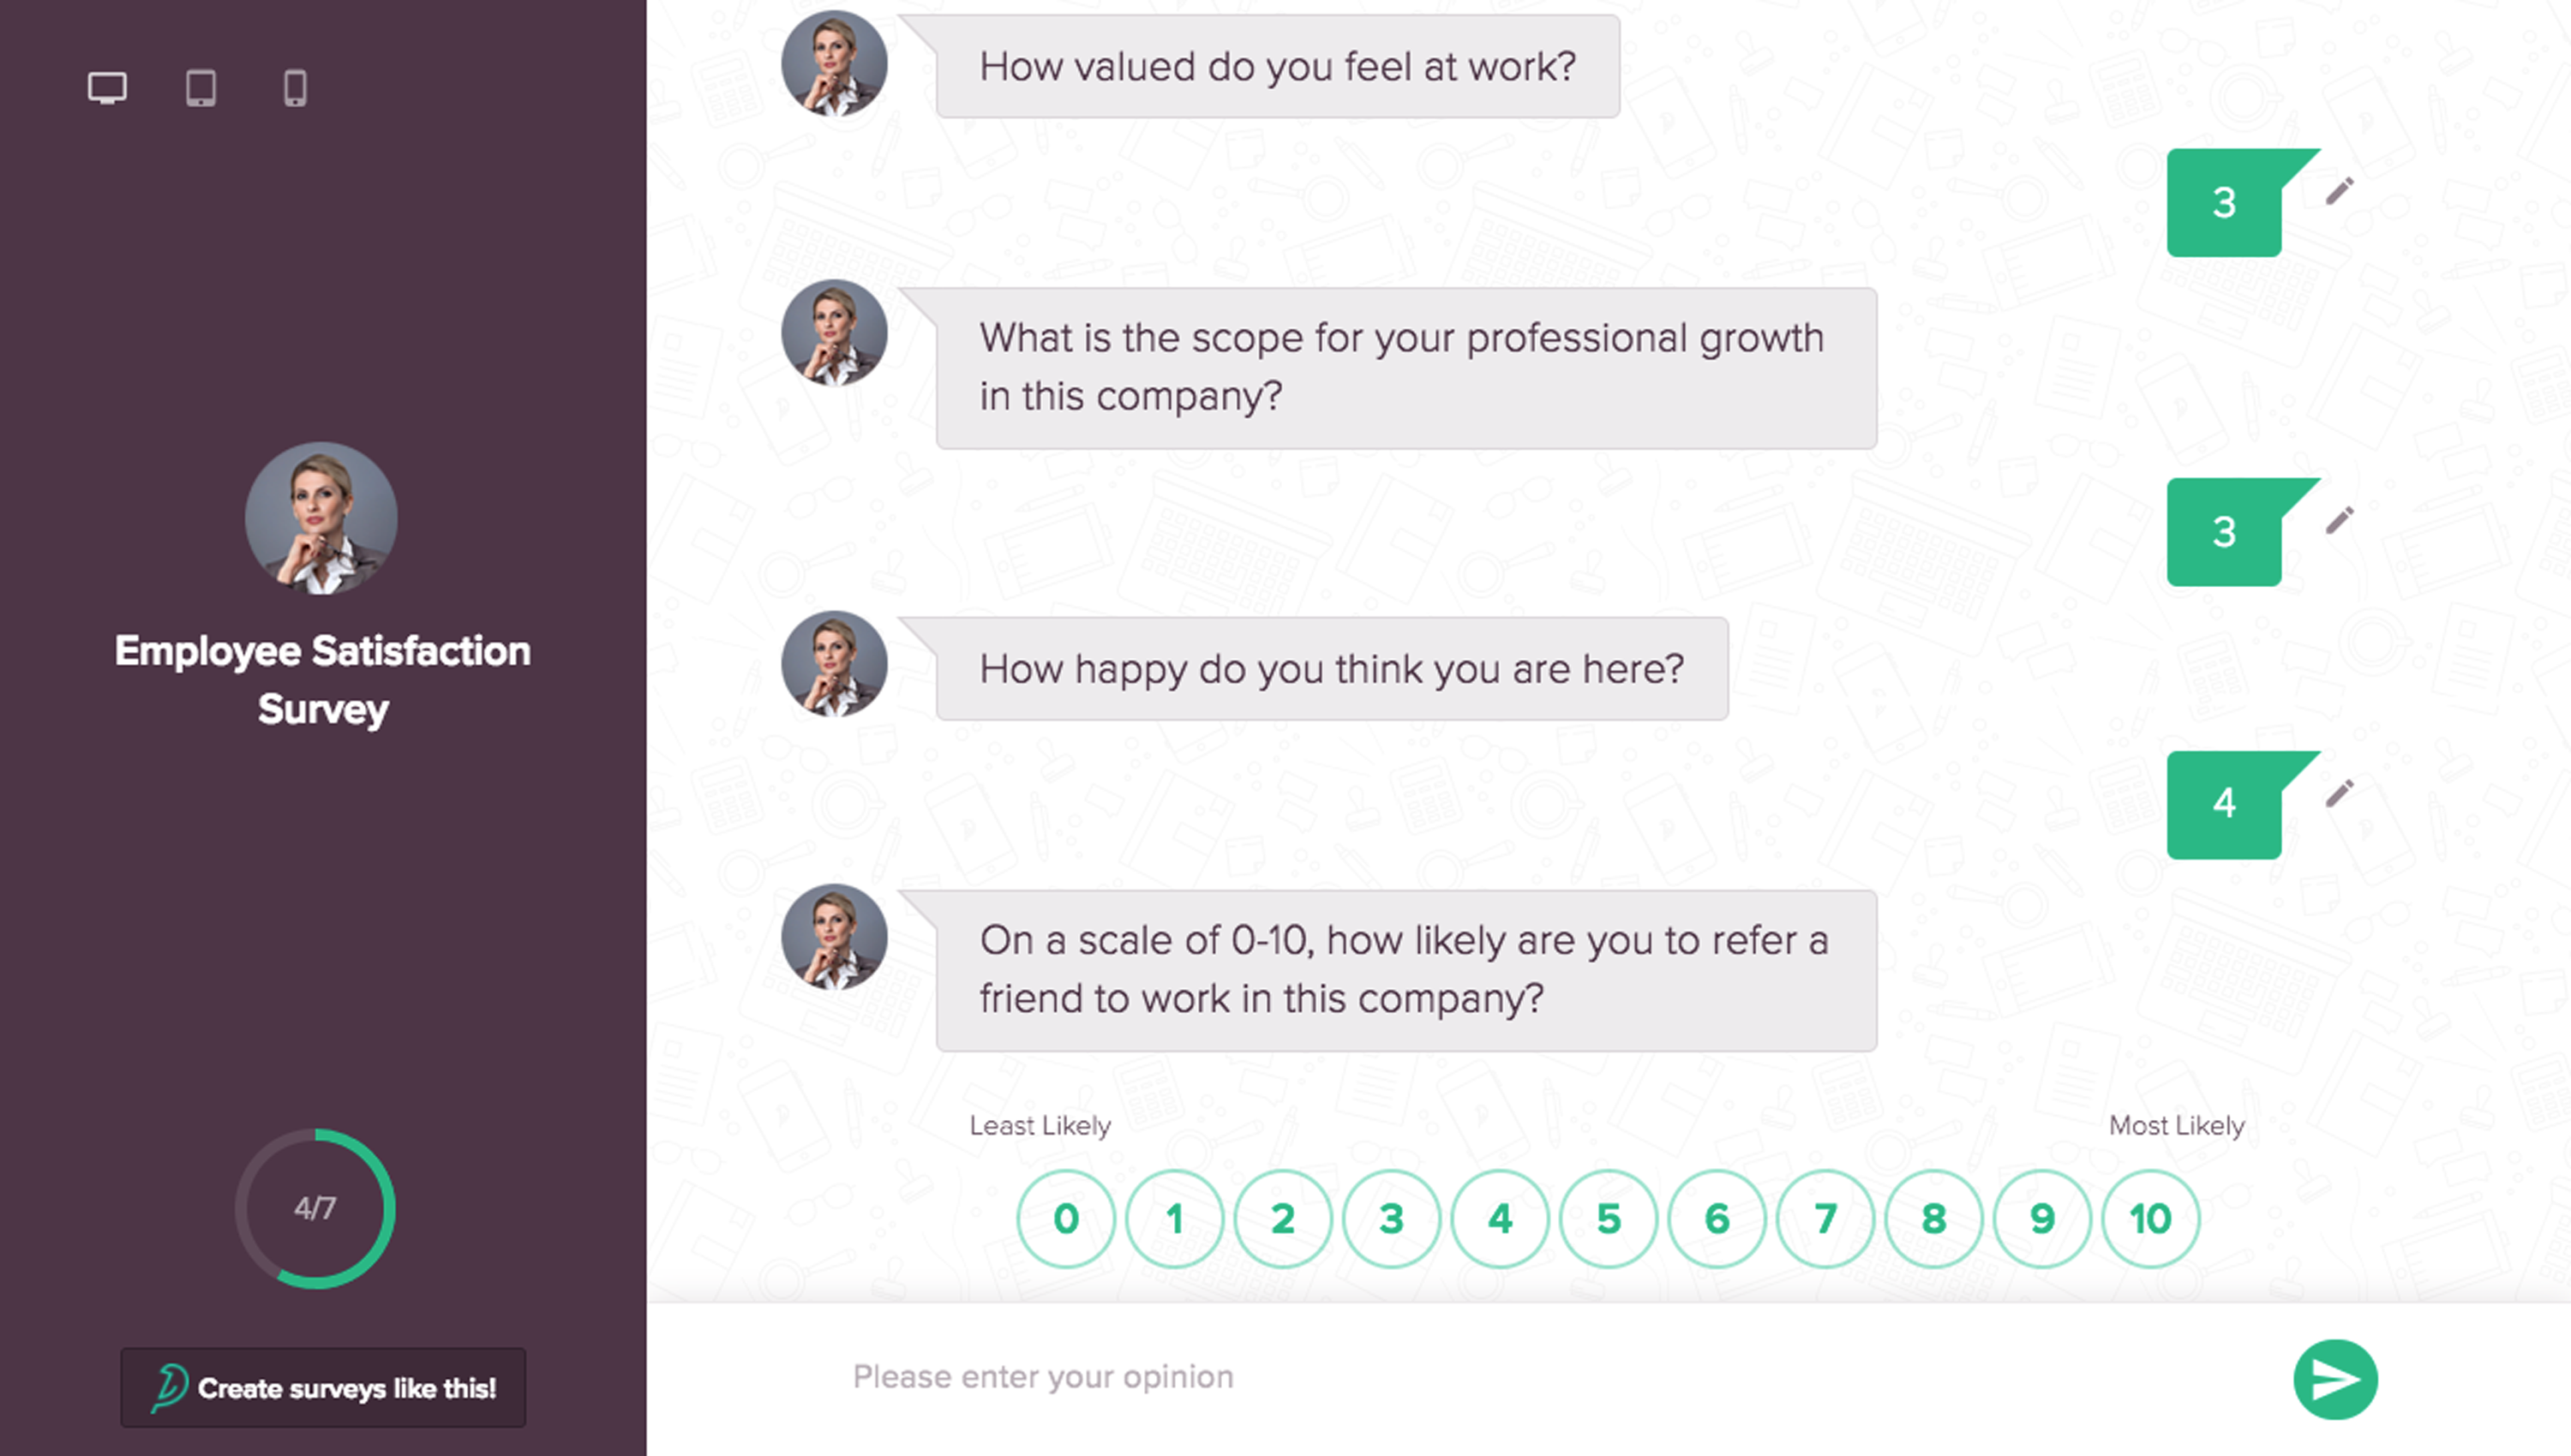 How valued do you feel at work?
3
What is the scope for your professional growth
in this company?
3
How happy do you think you are here?
4
On a scale of 0-10, how likely are you to refer a
friend to work in this company?
Least Likely
Most Likely
0 1 2 3 4 5 6 7 8 9 10
Please enter your opinion
Employee Satisfaction
Survey
4/7
Create surveys like this!